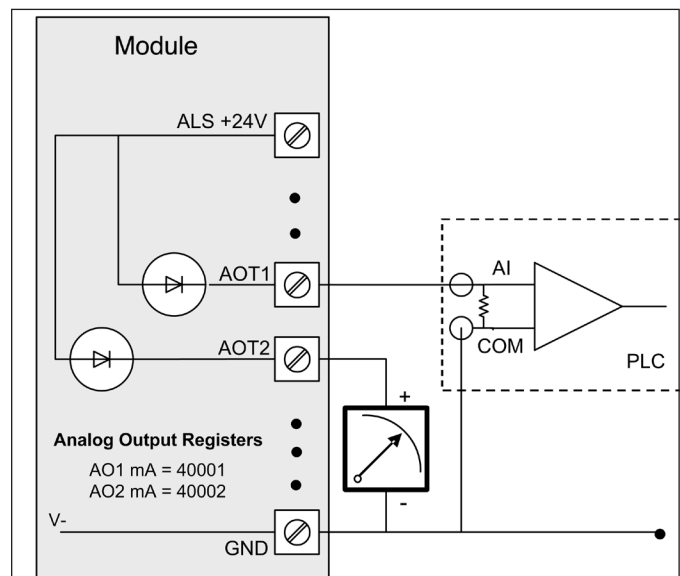 Module
ALS +24V
AOT1
AI
COM
PLC
AOT2
+
-
Analog Output Registers
AO1 mA = 40001
AO2 mA = 40002
V-
GND